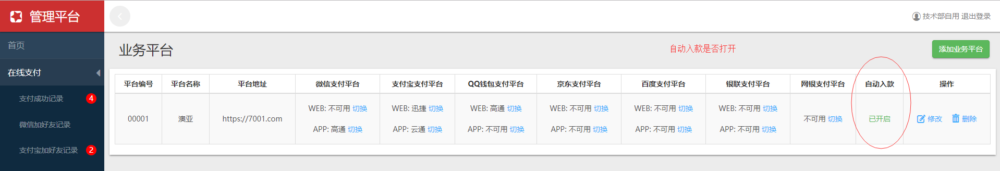 管理平台
技术部自用 退出登录
首页
在线支付
支付成功记录 4
微信加好友记录
支付宝加好友记录 2
业务平台
自动入款是否打开
添加业务平台
平台编号 平台名称 平台地址 微信支付平台 支付宝支付平台 QQ钱包支付平台 京东支付平台 百度支付平台 银联支付平台 网银支付平台 自动入款 操作
WEB: 不可用 切换 WEB: 迅捷 切换 WEB: 高通 切换 WEB: 不可用 切换 WEB: 不可用 切换 WEB: 不可用 切换
00001 澳亚 https://7001.com 不可用 切换 已开启 修改 删除
APP: 高通 切换 APP: 云通 切换 APP: 不可用 切换 APP: 不可用 切换 APP: 不可用 切换 APP: 不可用 切换